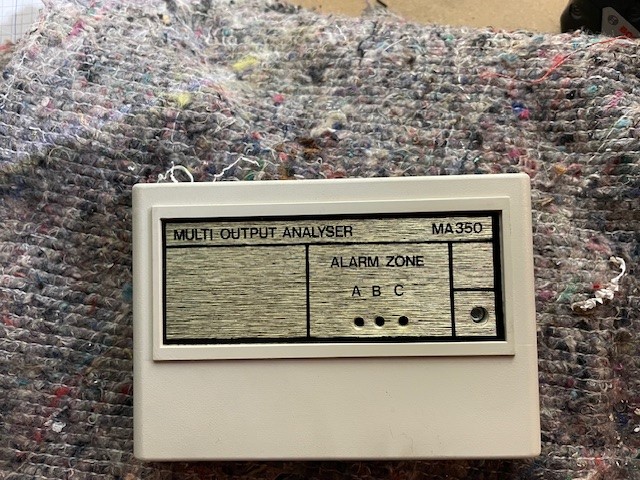 MULTI OUTPUT ANALYSER MA350
ALARM ZONE
A B C